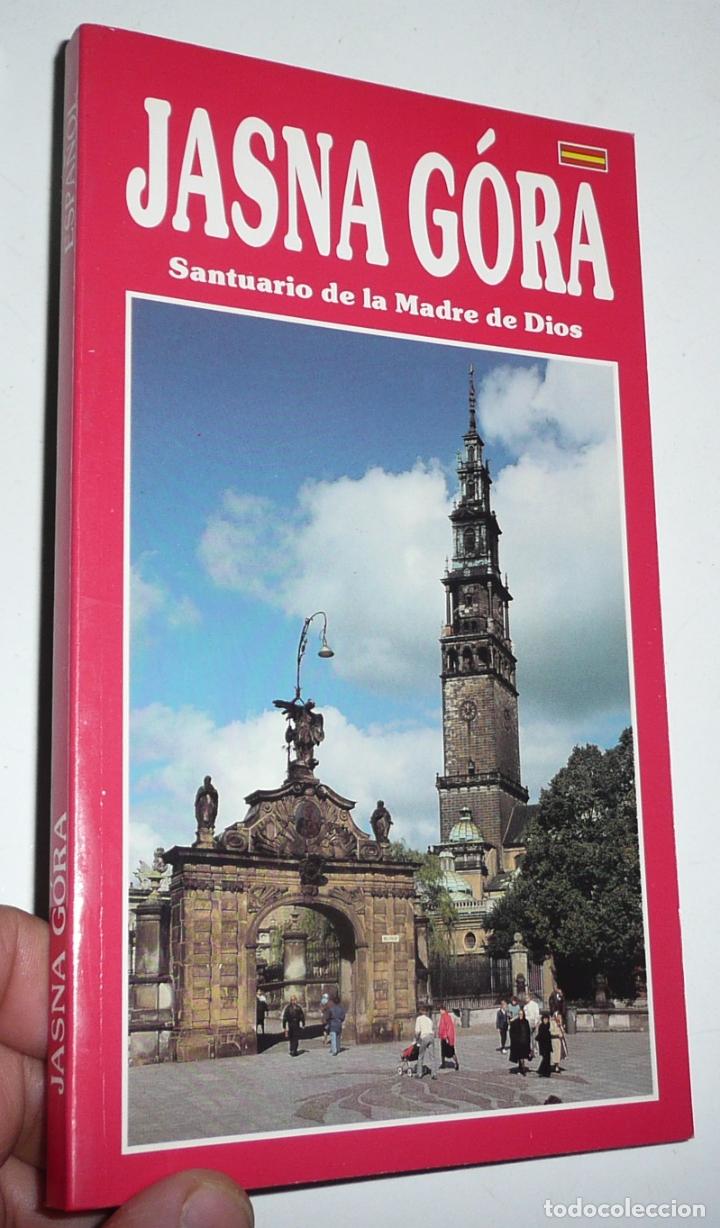 JASNA GÓRA
Santuario de la Madre de Dios
ESPAÑOL
JASNA GÓRA
todocoleccion